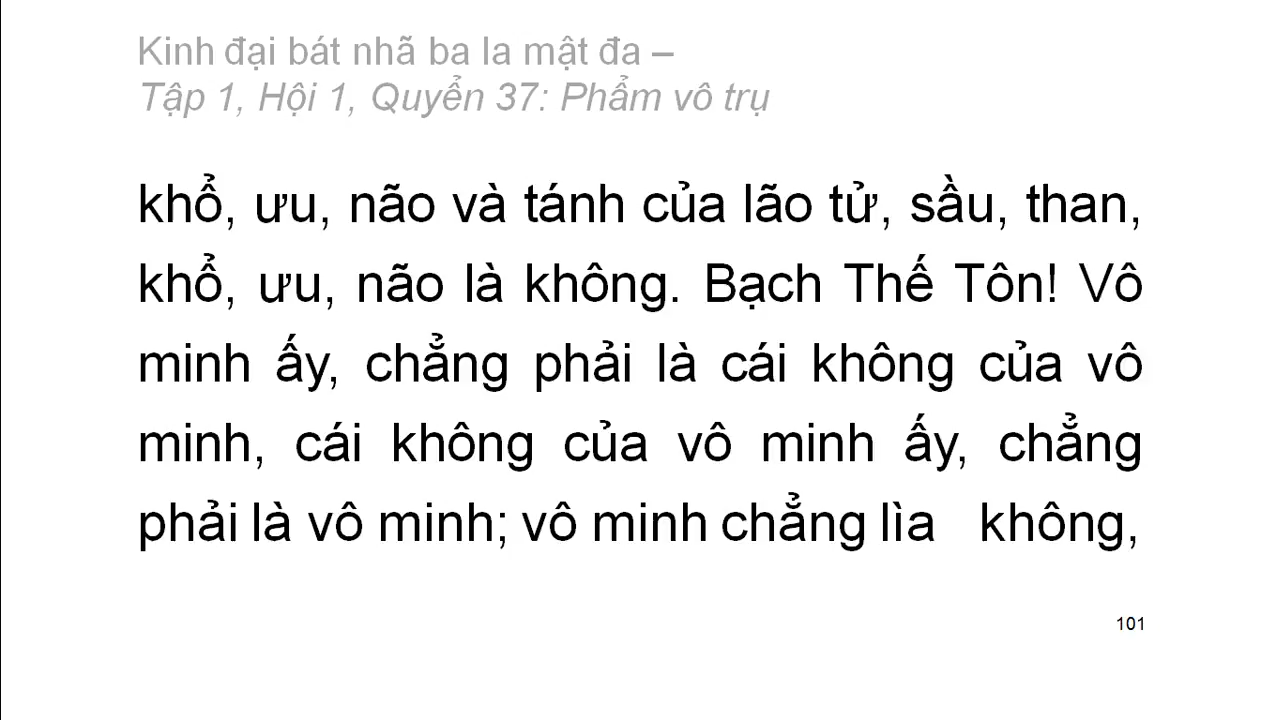 Kinh đại bát nhã ba la mật đa –
Tập 1, Hội 1, Quyển 37: Phẩm vô trụ
khổ, ưu, não và tánh của lão tử, sầu, than,
khổ, ưu, não là không. Bạch Thế Tôn! Vô
minh ấy, chẳng phải là cái không của vô
minh, cái không của vô minh ấy, chẳng
phải là vô minh; vô minh chẳng lìa không,
101